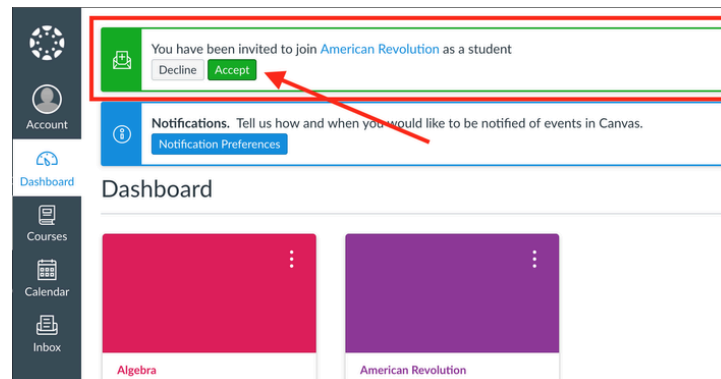 You have been invited to join American Revolution as a student
Decline Accept
Account
Notifications. Tell us how and when you would like to be notified of events in Canvas.
Notification Preferences
Dashboard
Dashboard
Courses
Calendar
Inbox
Algebra
American Revolution